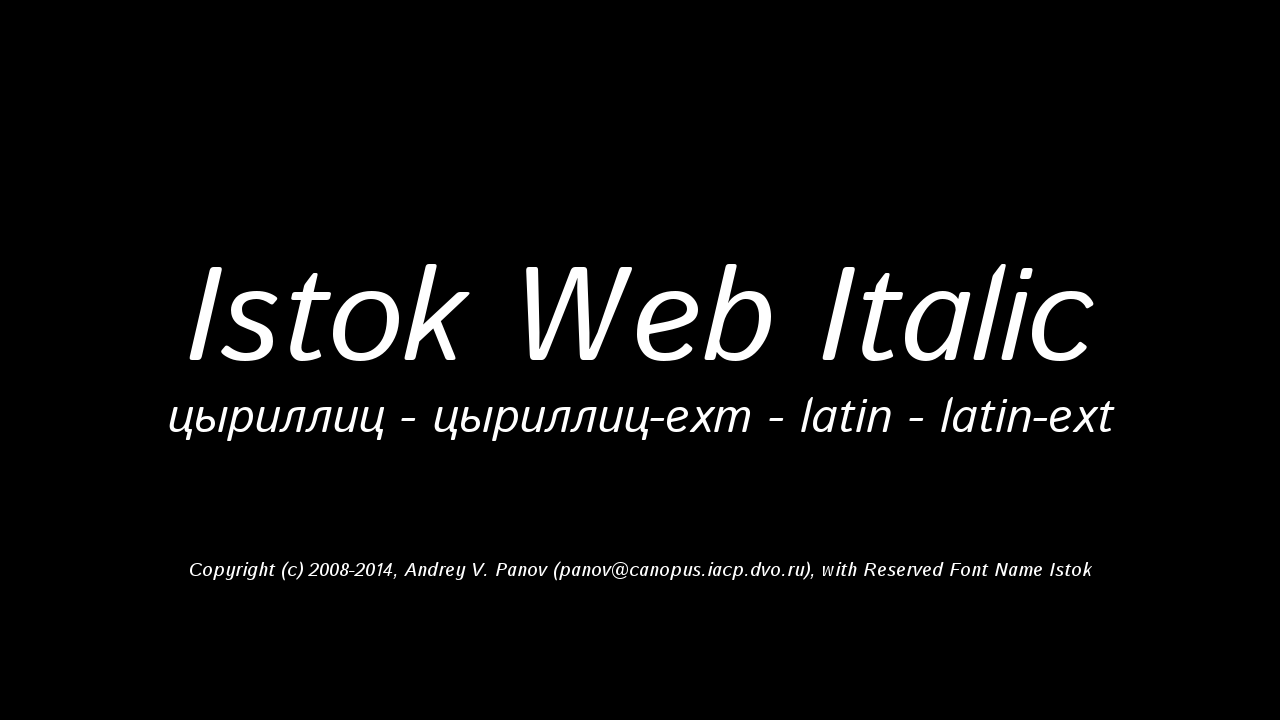 Istok Web Italic
цыриллиц - цыриллиц-ехт - latin - latin-ext
Copyright (c) 2008-2014, Andrey V. Panov (panov@canopus.iacp.dvo.ru), with Reserved Font Name Istok